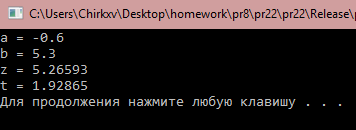 C:\Users\Chirkxv\Desktop\homework\pr8\pr22\pr22\Release\p
a = -0.6
b = 5.3
z = 5.26593
t = 1.92865
Для продолжения нажмите любую клавишу . . .